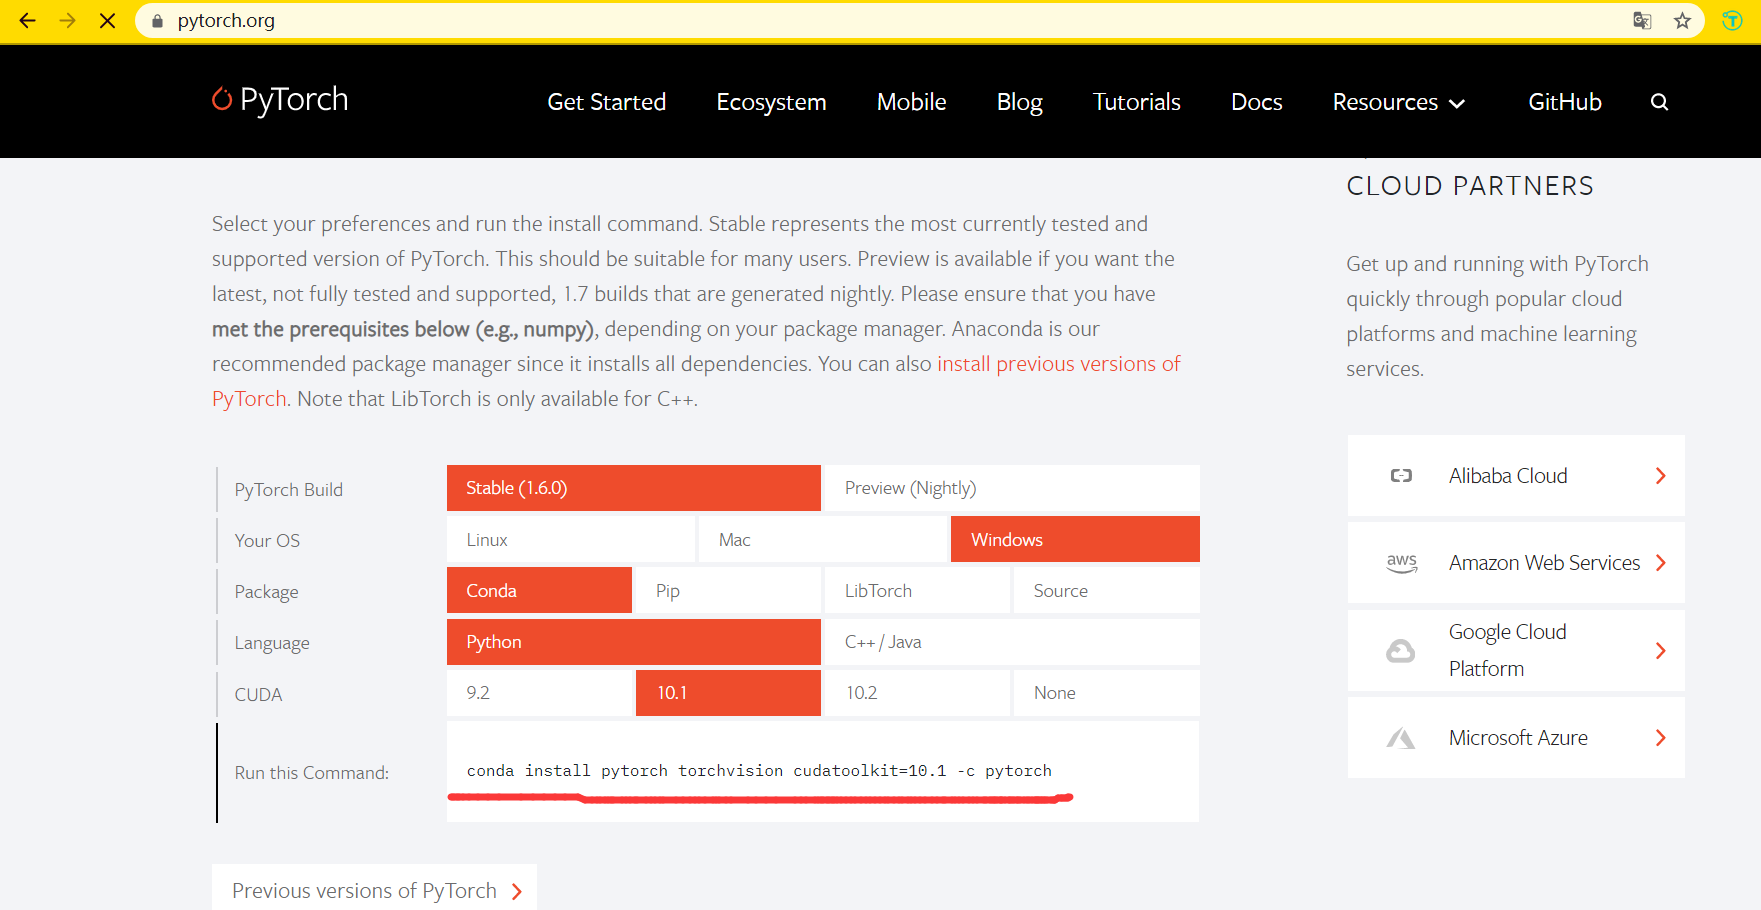 pytorch.org
PyTorch
Get Started
Ecosystem
Mobile
Blog
Tutorials
Docs
Resources
GitHub
Select your preferences and run the install command. Stable represents the most currently tested and
supported version of PyTorch. This should be suitable for many users. Preview is available if you want the
latest, not fully tested and supported, 1.7 builds that are generated nightly. Please ensure that you have
met the prerequisites below (e.g., numpy), depending on your package manager. Anaconda is our
recommended package manager since it installs all dependencies. You can also install previous versions of
PyTorch. Note that LibTorch is only available for C++.
PyTorch Build
Stable (1.6.0)
Preview (Nightly)
Your OS
Linux
Mac
Windows
Package
Conda
Pip
LibTorch
Source
Language
Python
C++ / Java
CUDA
9.2
10.1
10.2
None
Run this Command:
conda install pytorch torchvision cudatoolkit=10.1 -c pytorch
Previous versions of PyTorch
CLOUD PARTNERS
Get up and running with PyTorch
quickly through popular cloud
platforms and machine learning
services.
Alibaba Cloud
aws
Amazon Web Services
Google Cloud
Platform
Microsoft Azure